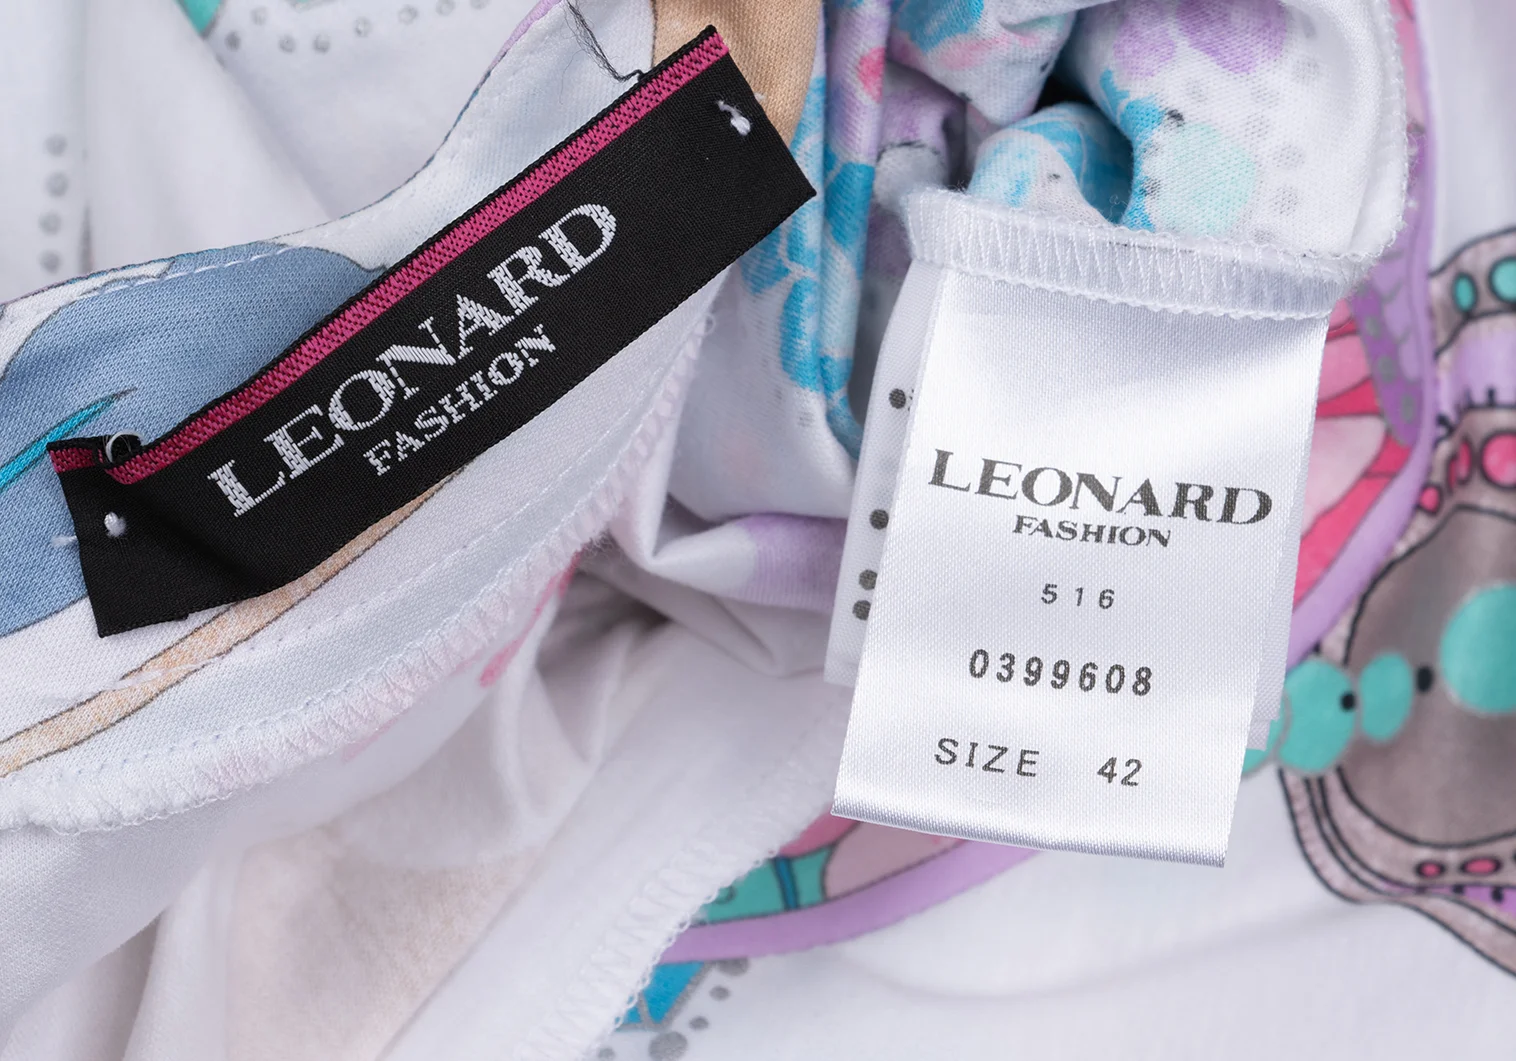 LEONARD
FASHION
LEONARD
FASHION
516
0399608
SIZE 42